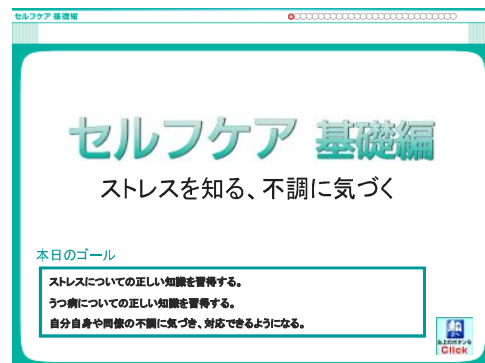 セルフケア 基礎編
セルフケア 基礎編
ストレスを知る、不調に気づく
本日のゴール
ストレスについての正しい知識を習得する。
うつ病についての正しい知識を習得する。
自分自身や同僚の不調に気づき、対応できるようになる。
次へ
Click